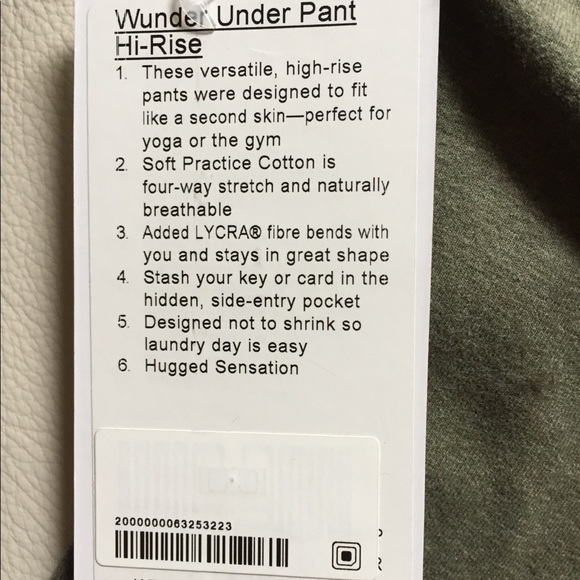 Wunder Under Pant
Hi-Rise
1. These versatile, high-rise
pants were designed to fit
like a second skin—perfect for
yoga or the gym
2. Soft Practice Cotton is
four-way stretch and naturally
breathable
3. Added LYCRA® fibre bends with
you and stays in great shape
4. Stash your key or card in the
hidden, side-entry pocket
5. Designed not to shrink so
laundry day is easy
6. Hugged Sensation
2000000063253223